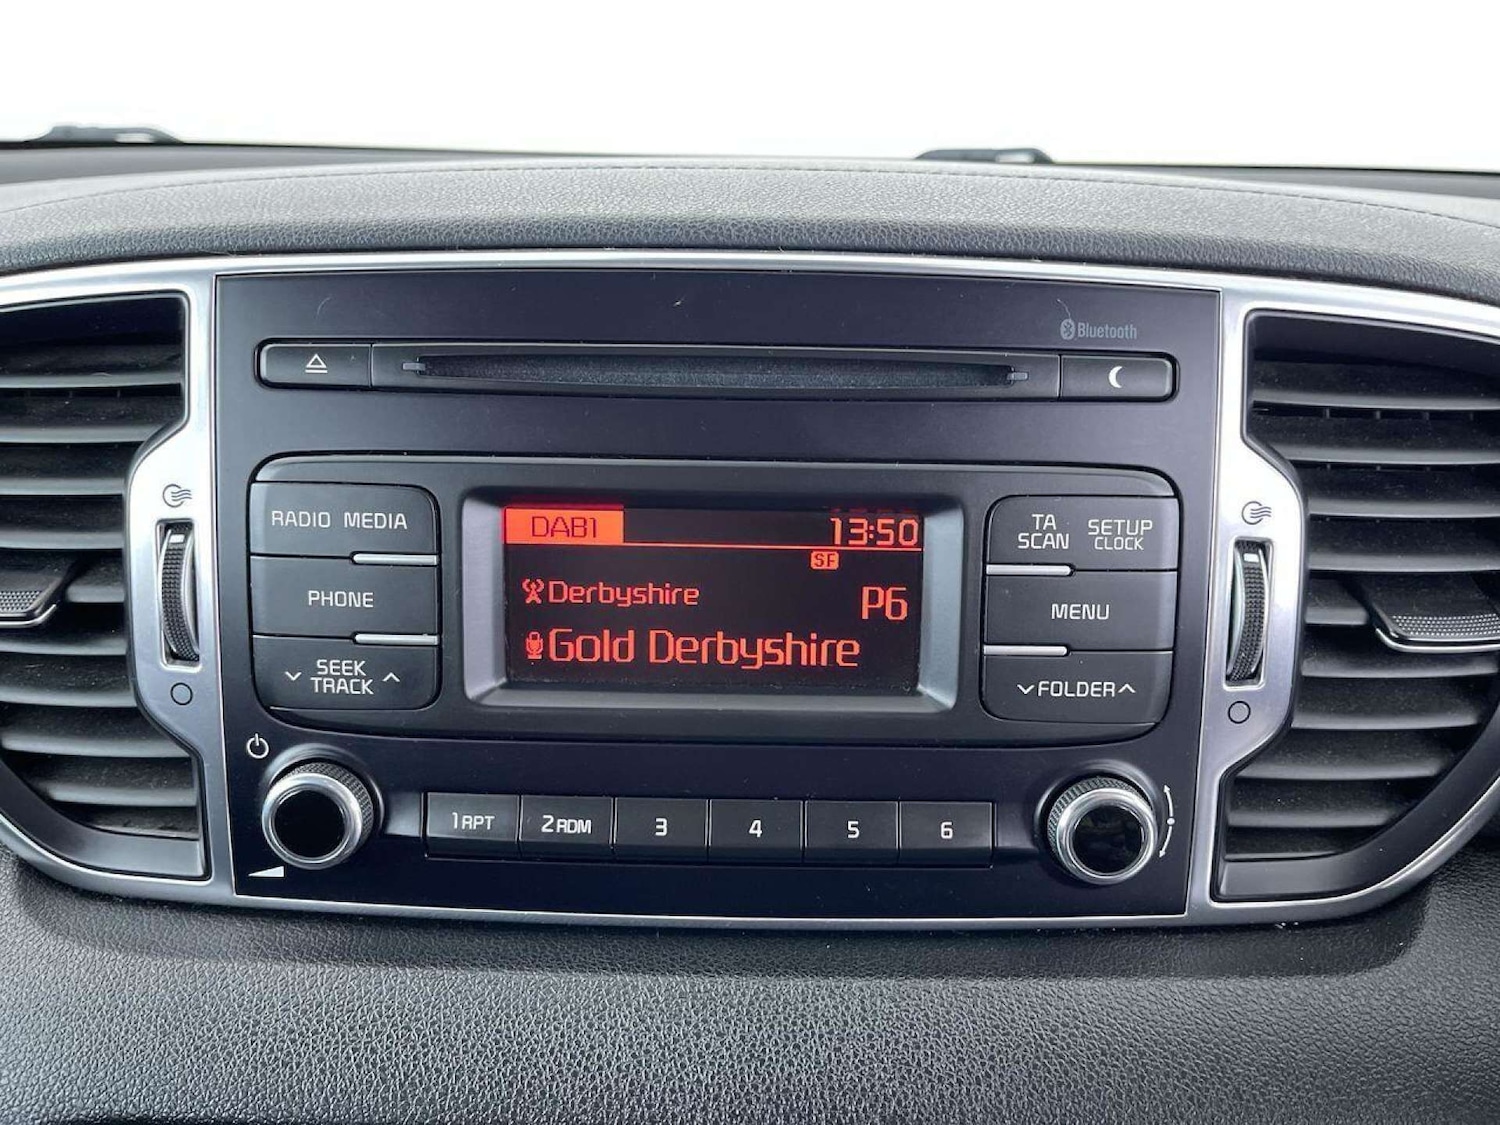 Bluetooth
RADIO MEDIA
PHONE
SEEK
TRACK
DAB1 13:50
SF
Derbyshire P6
Gold Derbyshire
TA
SCAN
SETUP
CLOCK
MENU
FOLDER
1 RPT 2 RDM 3 4 5 6